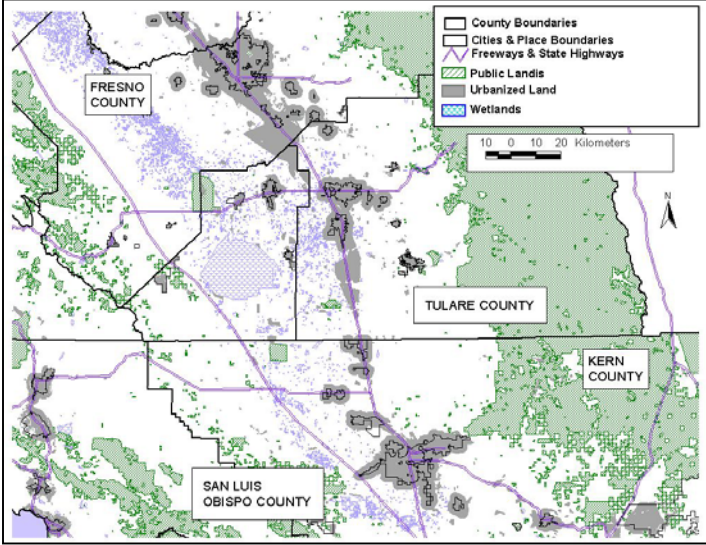 County Boundaries
Cities & Place Boundaries
Freeways & State Highways
Public Landis
Urbanized Land
Wetlands
10 0 10 20 Kilometers
N
FRESNO
COUNTY
TULARE COUNTY
KERN
COUNTY
SAN LUIS
OBISPO COUNTY